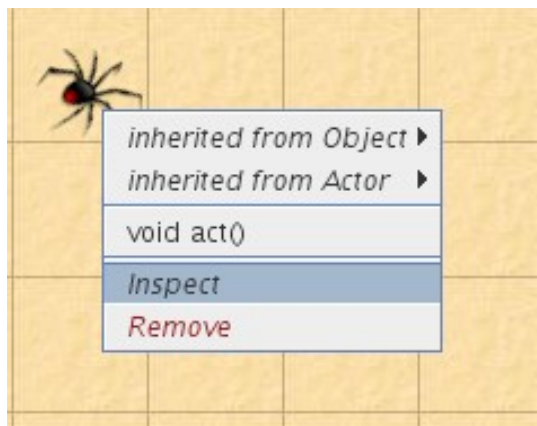 inherited from Object
inherited from Actor
void act()
Inspect
Remove